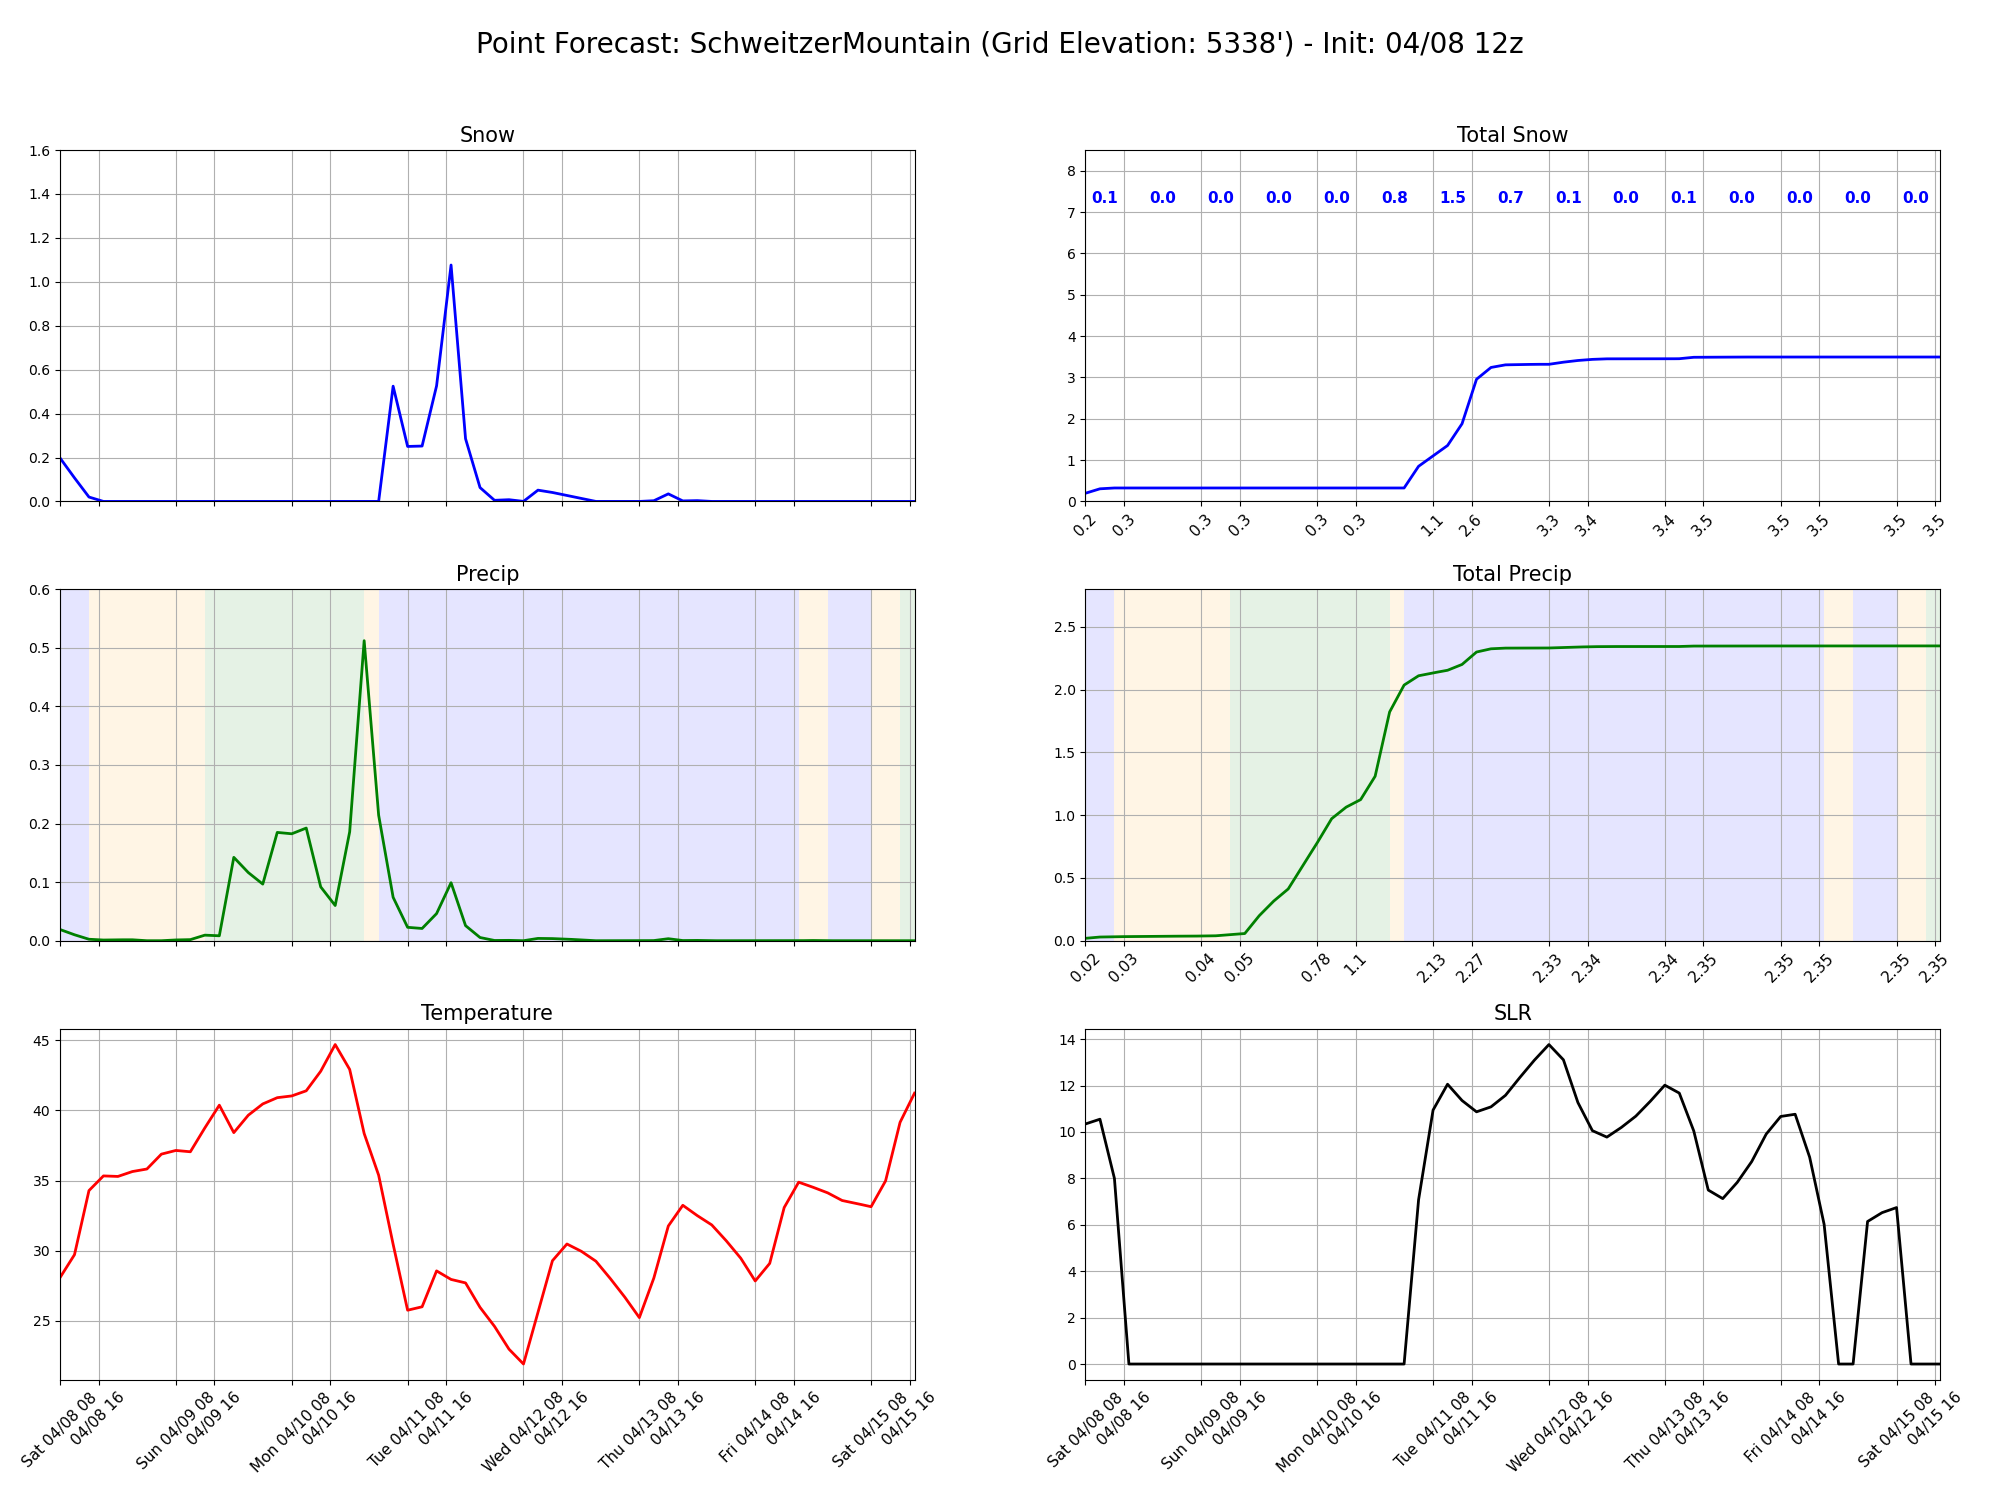 Point Forecast: SchweitzerMountain (Grid Elevation: 5338') - Init: 04/08 12z
Snow
1.6
1.4
1.2
1.0
0.8
0.6
0.4
0.2
0.0
Total Snow
8
7
6
5
4
3
2
1
0
0.1 0.0 0.0 0.0 0.0 0.8 1.5 0.7 0.1 0.0 0.1 0.0 0.0 0.0 0.0
0.2 0.3 0.3 0.3 0.3 0.3 1.1 2.6 3.3 3.4 3.4 3.5 3.5 3.5 3.5 3.5
Precip
0.6
0.5
0.4
0.3
0.2
0.1
0.0
Total Precip
2.5
2.0
1.5
1.0
0.5
0.0
0.02 0.03 0.04 0.05 0.78 1.1 2.13 2.27 2.33 2.34 2.34 2.35 2.35 2.35 2.35 2.35
Temperature
45
40
35
30
25
Sat 04/08 08
04/08 16
Sun 04/09 08
04/09 16
Mon 04/10 08
04/10 16
Tue 04/11 08
04/11 16
Wed 04/12 08
04/12 16
Thu 04/13 08
04/13 16
Fri 04/14 08
04/14 16
Sat 04/15 08
04/15 16
SLR
14
12
10
8
6
4
2
0
Sat 04/08 08
04/08 16
Sun 04/09 08
04/09 16
Mon 04/10 08
04/10 16
Tue 04/11 08
04/11 16
Wed 04/12 08
04/12 16
Thu 04/13 08
04/13 16
Fri 04/14 08
04/14 16
Sat 04/15 08
04/15 16